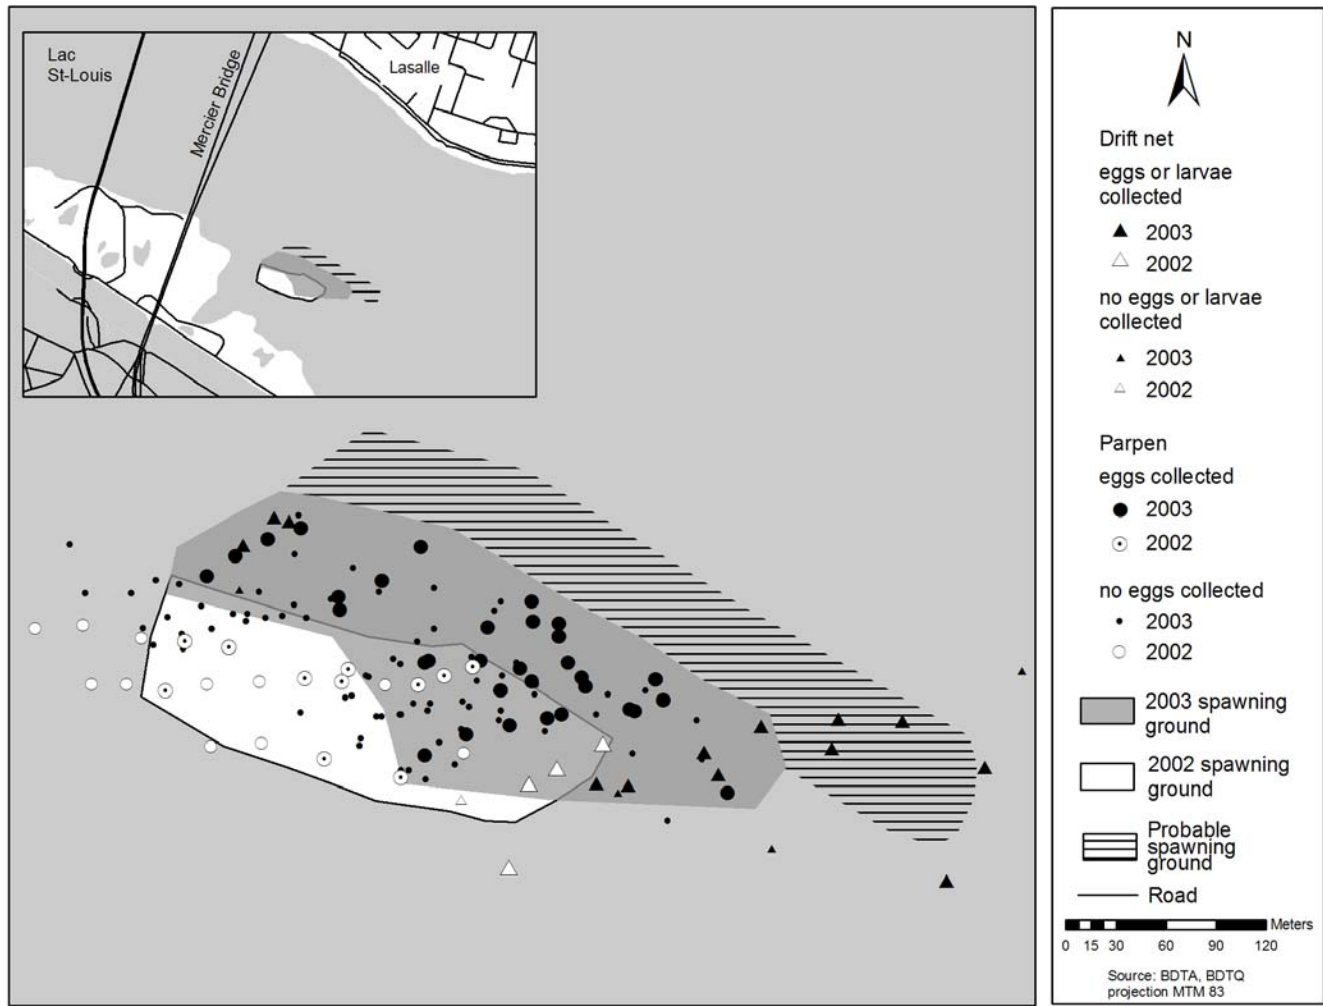 Lac
St-Louis
Mercier Bridge
Lasalle
N
Drift net
eggs or larvae
collected
2003
2002
no eggs or larvae
collected
2003
2002
Parpen
eggs collected
2003
2002
no eggs collected
2003
2002
2003 spawning
ground
2002 spawning
ground
Probable
spawning
ground
Road
Meters
0 15 30 60 90 120
Source: BDTA, BDTQ
projection MTM 83